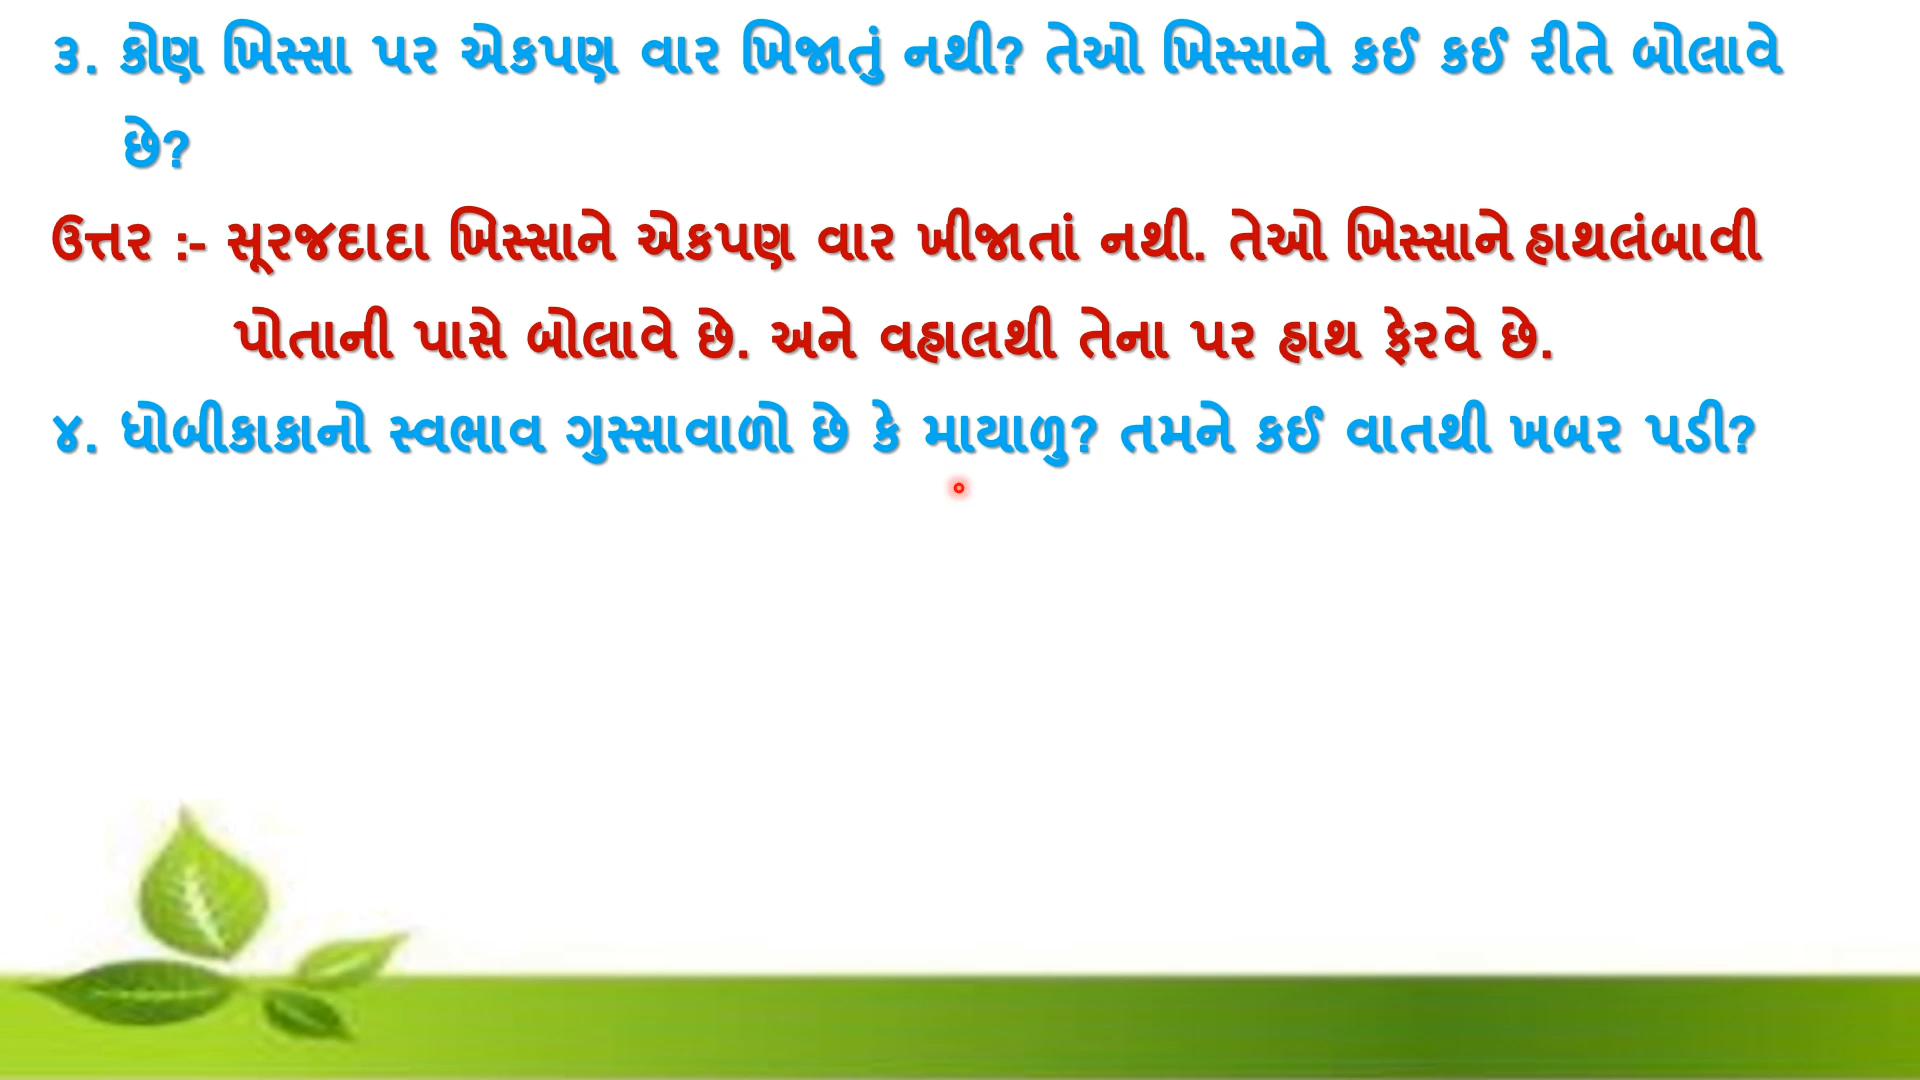 ૩. કોણ ખિસ્સા પર એકપણ વાર ખિજાતું નથી? તેઓ ખિસ્સાને કઈ કઈ રીતે બોલાવે
છે?
ઉત્તર :- સૂરજદાદા ખિસ્સાને એકપણ વાર ખીજાતાં નથી. તેઓ ખિસ્સાને હાથલંબાવી
પોતાની પાસે બોલાવે છે. અને વહાલથી તેના પર હાથ ફેરવે છે.
૪. ધોબીકાકાનો સ્વભાવ ગુસ્સાવાળો છે કે માયાળુ? તમને કઈ વાતથી ખબર પડી?